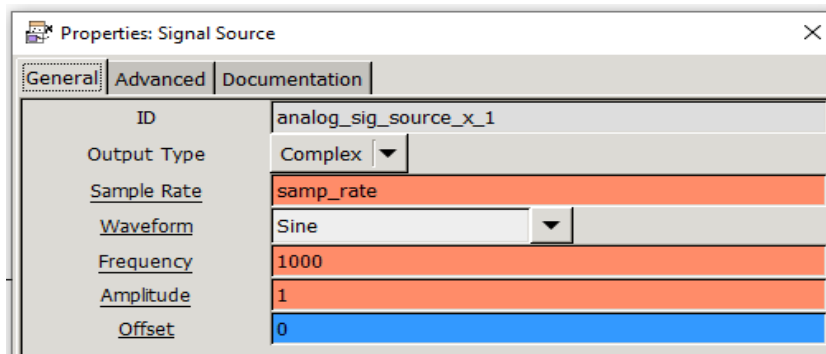 Properties: Signal Source
General Advanced Documentation
ID analog_sig_source_x_1
Output Type Complex
Sample Rate samp_rate
Waveform Sine
Frequency 1000
Amplitude 1
Offset 0